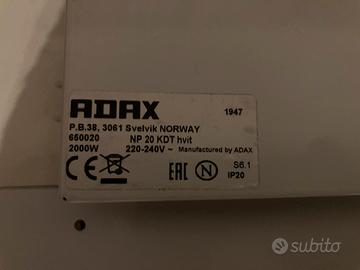 ADAX
1947
P.B.38, 3061 Svelvik NORWAY
650020 NP 20 KDT hvit
2000W 220-240V ~ Manufactured by ADAX
CE EAC S6.1
IP20
subito